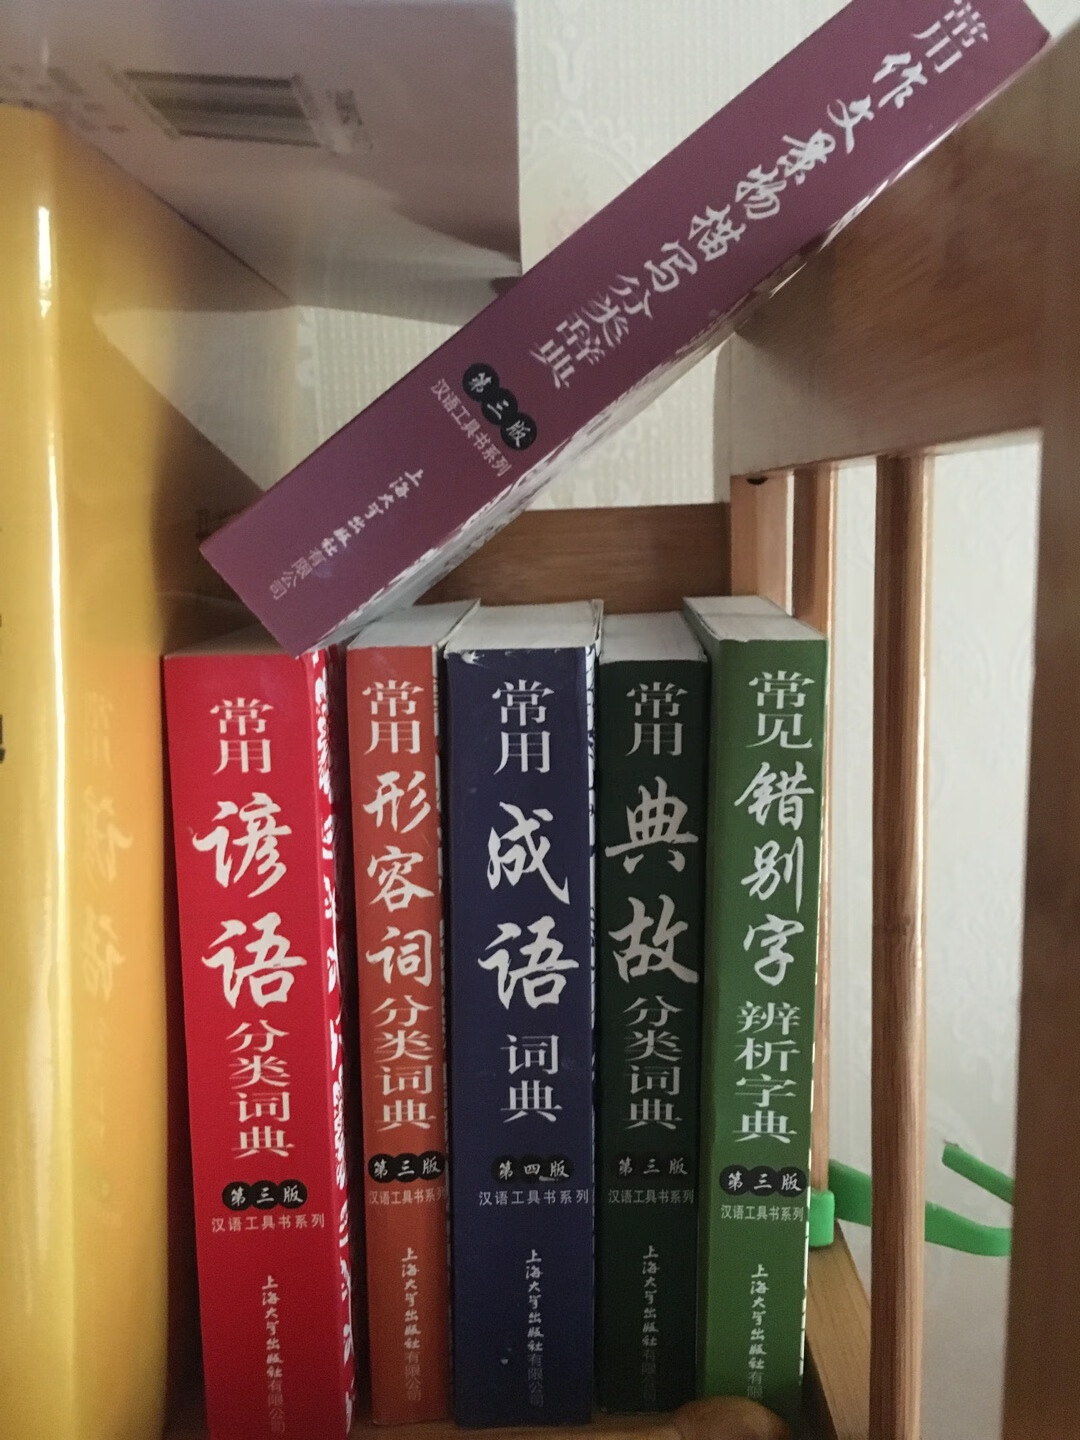 常用作文景物描写分类辞典
第三版
汉语工具书系列
上海大学出版社有限公司
常用谚语分类词典
第三版
汉语工具书系列
上海大学出版社有限公司
常用形容词分类词典
第三版
汉语工具书系列
上海大学出版社有限公司
常用成语词典
第四版
汉语工具书系列
上海大学出版社有限公司
常用典故分类词典
第三版
汉语工具书系列
上海大学出版社有限公司
常见错别字辨析字典
第三版
汉语工具书系列
上海大学出版社有限